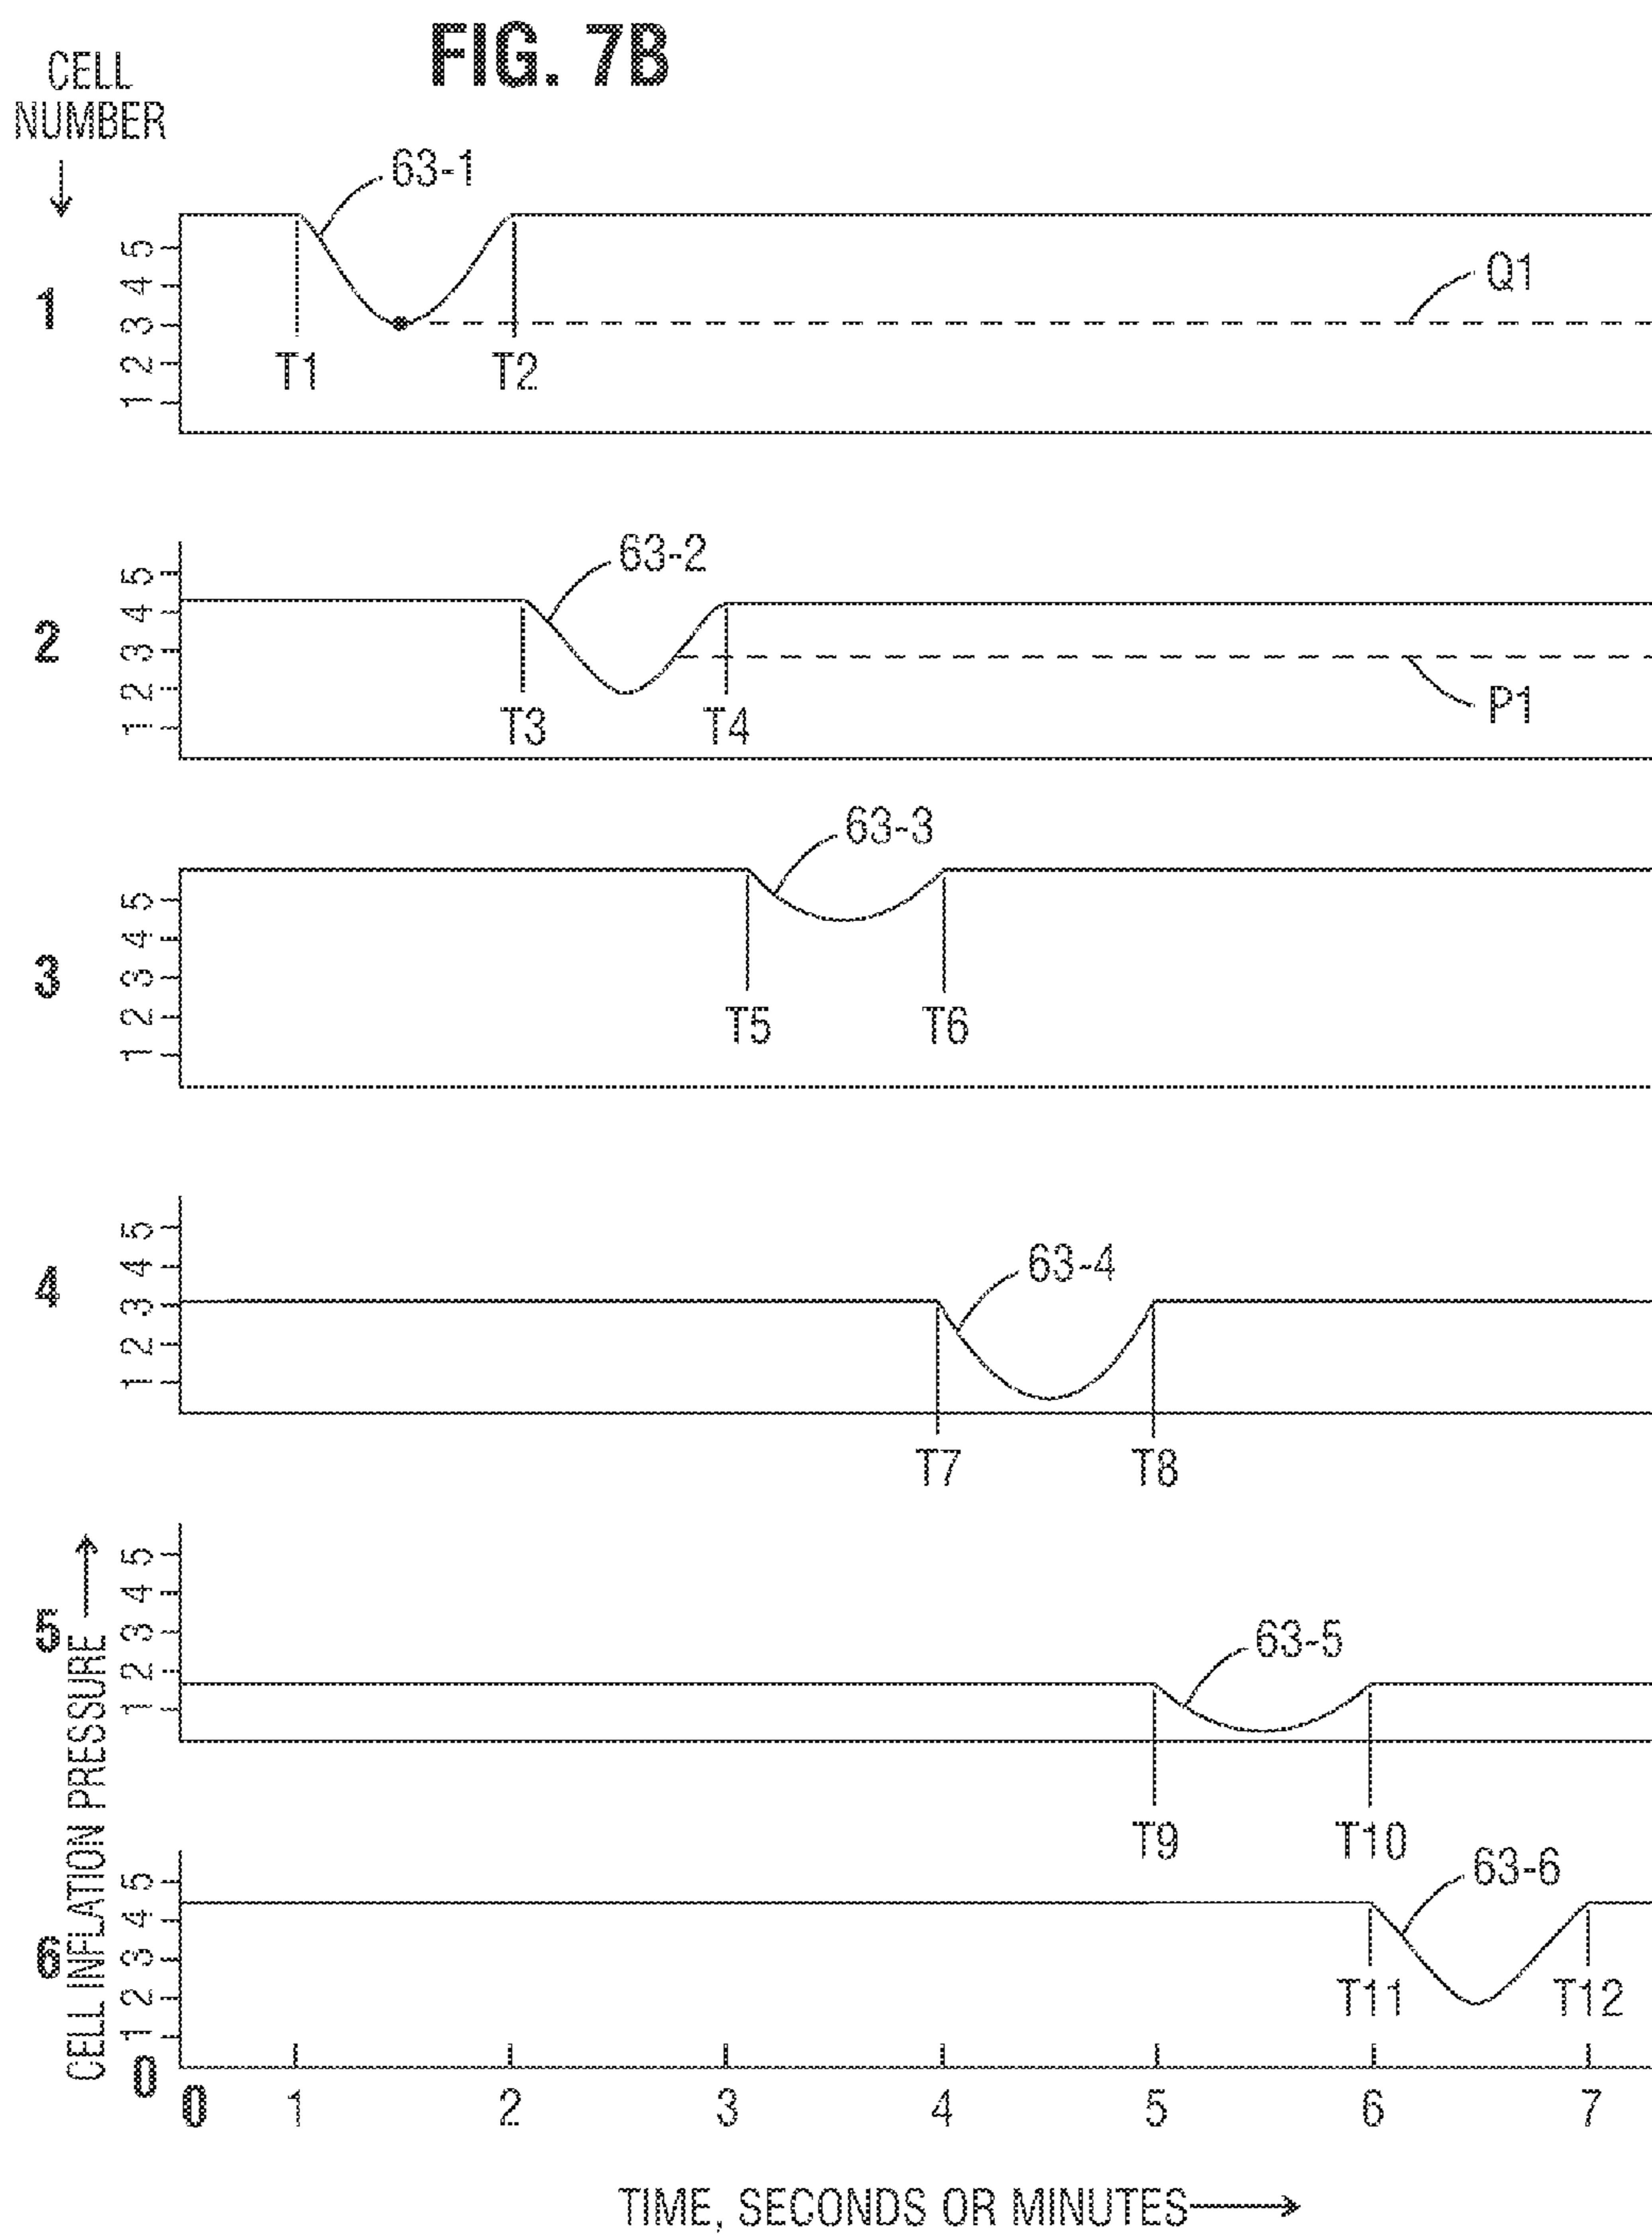 FIG. 7B
CELL
NUMBER
63-1
1
5
4
3
2
1
T1
T2
Q1
63-2
2
5
4
3
2
1
T3
T4
P1
63-3
3
5
4
3
2
1
T5
T6
63-4
4
5
4
3
2
1
T7
T8
63-5
5
5
4
3
2
1
T9
T10
CELL INFLATION PRESSURE
63-6
6
5
4
3
2
1
0
T11
T12
0 1 2 3 4 5 6 7
TIME, SECONDS OR MINUTES